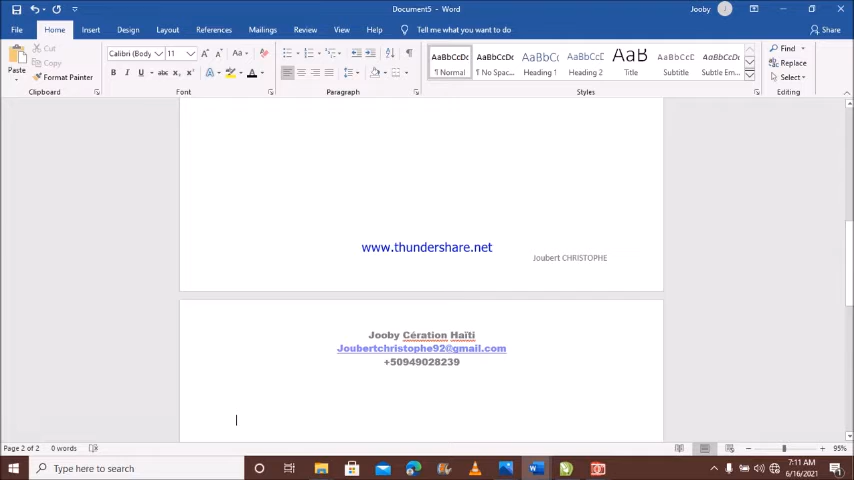 Document5 - Word
Jooby
J
File
Home
Insert
Design
Layout
References
Mailings
Review
View
Help
Tell me what you want to do
Share
Paste
Cut
Copy
Format Painter
Clipboard
Calibri (Body)
11
Font
Paragraph
AaBbCcDc
¶ Normal
AaBbCcDc
¶ No Spac...
AaBbCc
Heading 1
AaBbCcD
Heading 2
AaB
Title
AaBbCcD
Subtitle
AaBbCcDc
Subtle Em...
Styles
Find
Replace
Select
Editing
www.thundershare.net
Joubert CHRISTOPHE
Jooby Cération Haïti
Joubertchristophe92@gmail.com
+50949028239
Page 2 of 2
0 words
95%
Type here to search
7:11 AM
6/16/2021